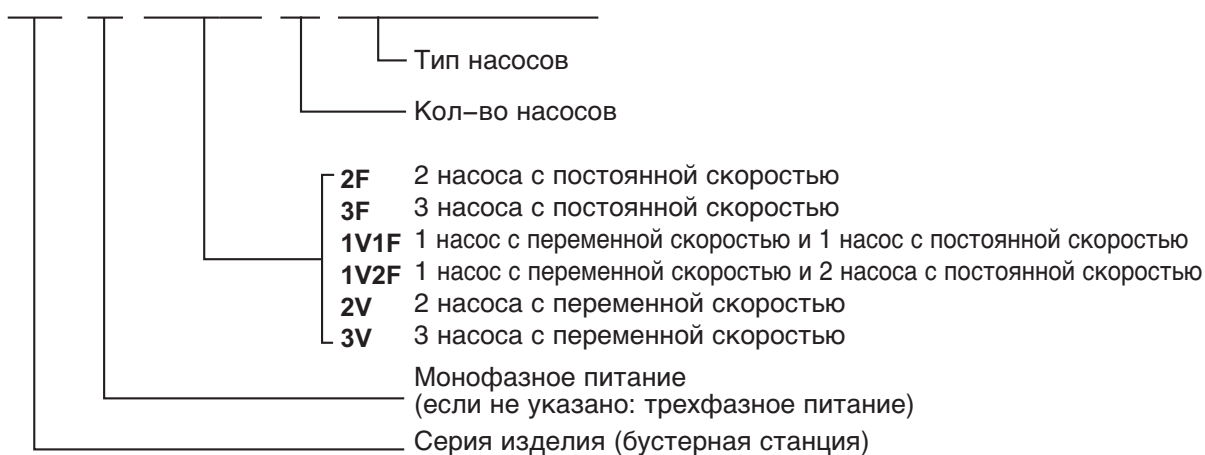 Тип насосов
Кол–во насосов
2F 2 насоса с постоянной скоростью
3F 3 насоса с постоянной скоростью
1V1F 1 насос с переменной скоростью и 1 насос с постоянной скоростью
1V2F 1 насос с переменной скоростью и 2 насоса с постоянной скоростью
2V 2 насоса с переменной скоростью
3V 3 насоса с переменной скоростью
Монофазное питание
(если не указано: трехфазное питание)
Серия изделия (бустерная станция)